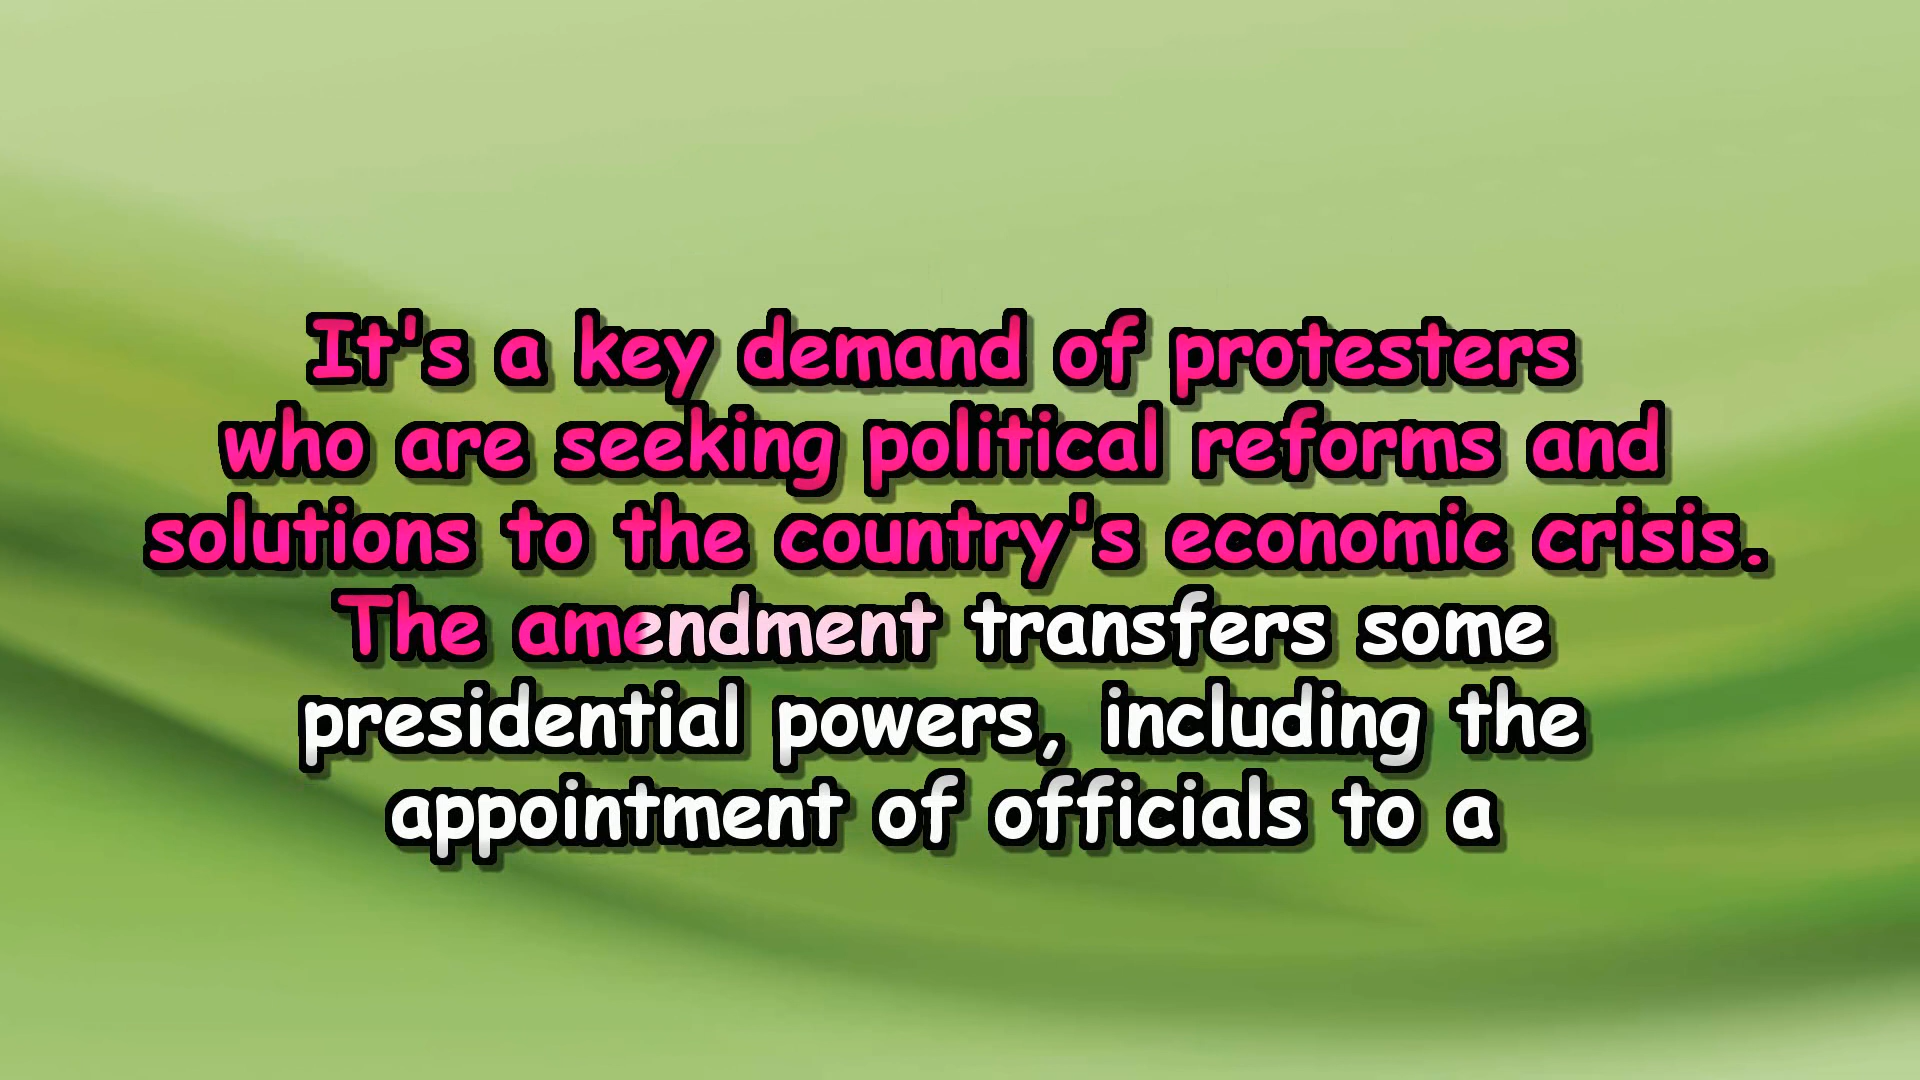 It's a key demand of protesters
who are seeking political reforms and
solutions to the country's economic crisis.
The amendment transfers some
presidential powers, including the
appointment of officials to a